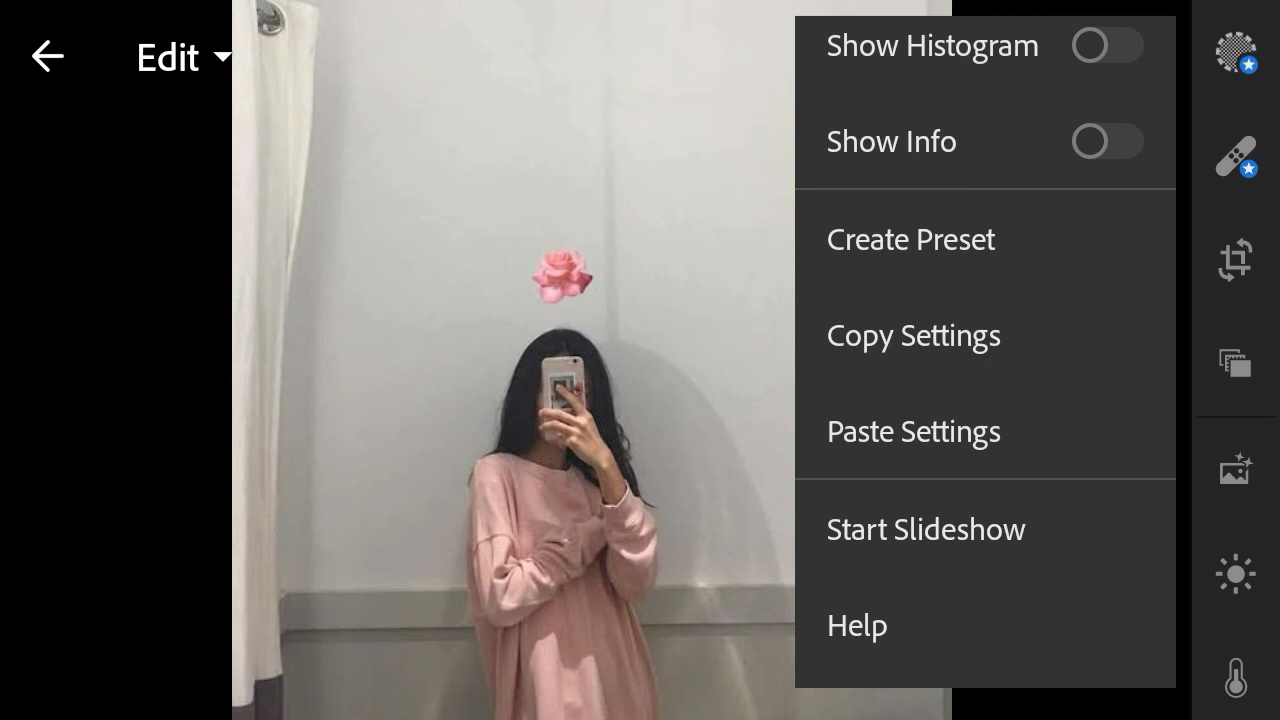 Edit
Show Histogram
Show Info
Create Preset
Copy Settings
Paste Settings
Start Slideshow
Help